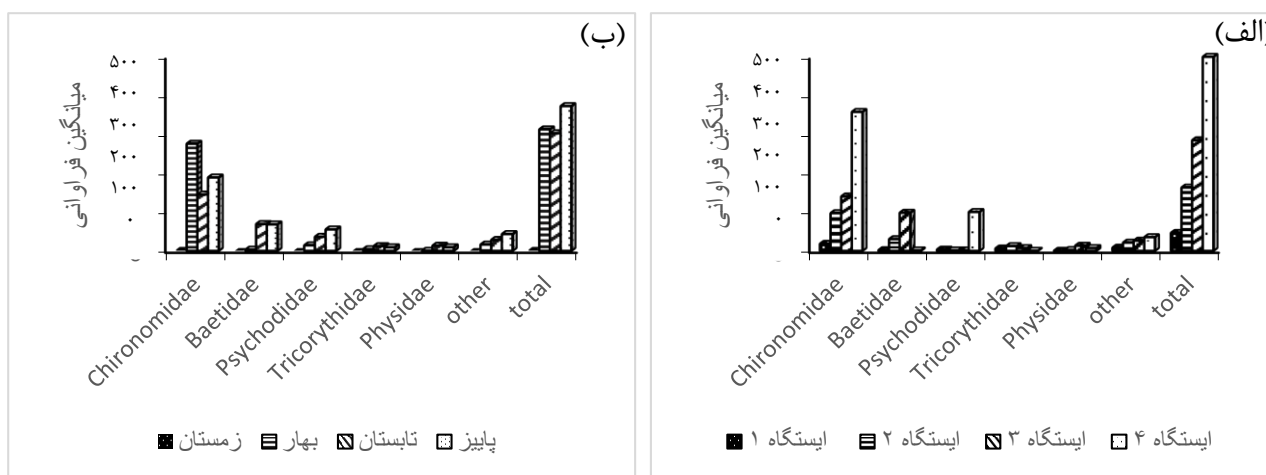 (الف)
میانگین فراوانی
۵۰۰
۴۰۰
۳۰۰
۲۰۰
۱۰۰
۰
Chironomidae
Baetidae
Psychodidae
Tricorythidae
Physidae
other
total
ایستگاه ۱ ایستگاه ۲ ایستگاه ۳ ایستگاه ۴
(ب)
میانگین فراوانی
۵۰۰
۴۰۰
۳۰۰
۲۰۰
۱۰۰
۰
Chironomidae
Baetidae
Psychodidae
Tricorythidae
Physidae
other
total
زمستان بهار تابستان پاییز